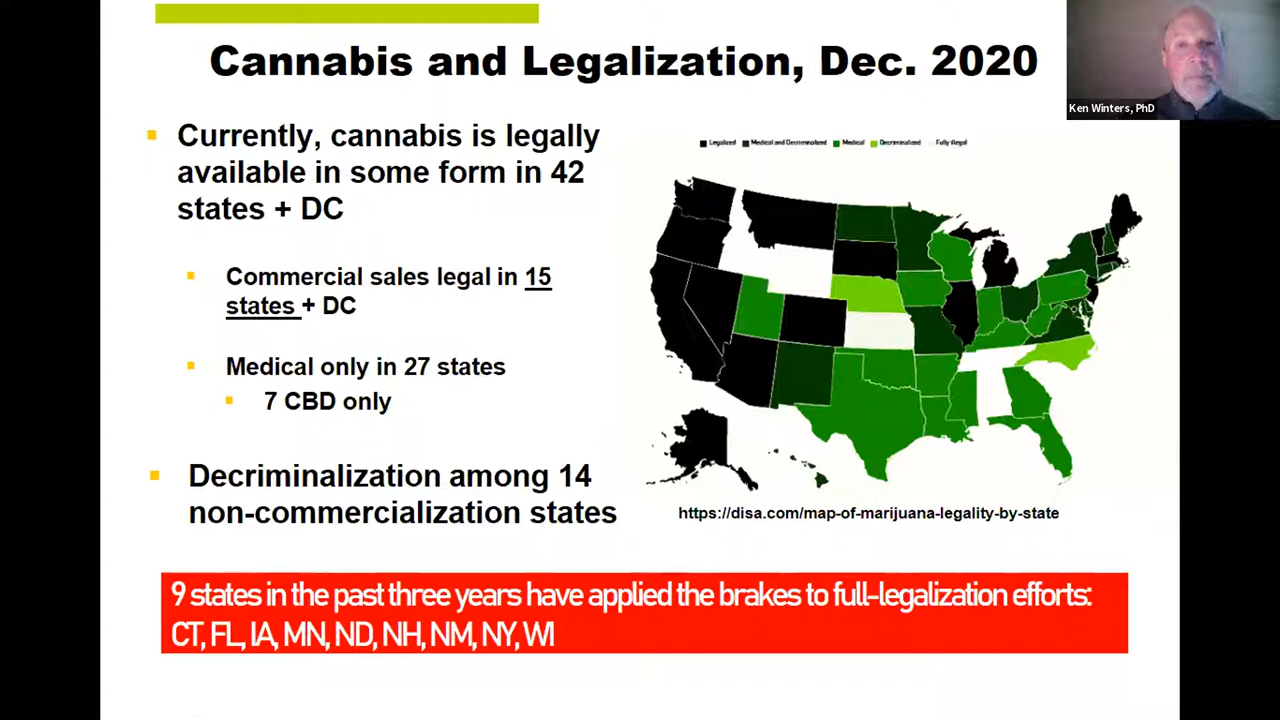 Cannabis and Legalization, Dec. 2020
Ken Winters, PhD
Currently, cannabis is legally
available in some form in 42
states + DC
Commercial sales legal in 15
states + DC
Medical only in 27 states
7 CBD only
Decriminalization among 14
non-commercialization states
Legalized Medical and Decriminalized Medical Decriminalized Fully illegal
https://disa.com/map-of-marijuana-legality-by-state
9 states in the past three years have applied the brakes to full-legalization efforts:
CT, FL, IA, MN, ND, NH, NM, NY, WI